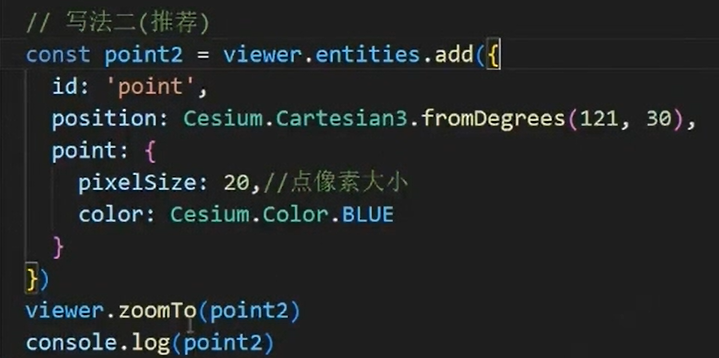 // 写法二(推荐)
const point2 = viewer.entities.add({
  id: 'point',
  position: Cesium.Cartesian3.fromDegrees(121, 30),
  point: {
    pixelSize: 20,//点像素大小
    color: Cesium.Color.BLUE
  }
})
viewer.zoomTo(point2)
console.log(point2)